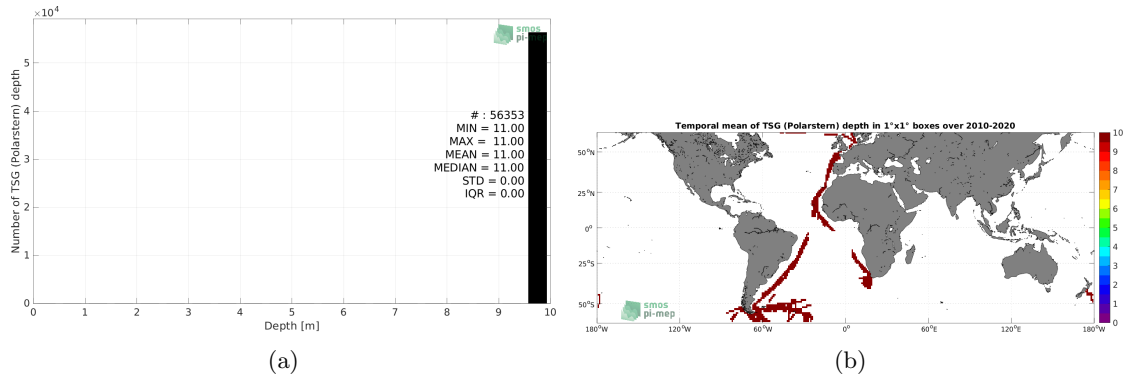 ×10⁴
smos
pi-mep
5
4
3
2
1
0
Number of TSG (Polarstern) depth
# : 56353
MIN = 11.00
MAX = 11.00
MEAN = 11.00
MEDIAN = 11.00
STD = 0.00
IQR = 0.00
0 1 2 3 4 5 6 7 8 9 10
Depth [m]
(a)
Temporal mean of TSG (Polarstern) depth in 1°x1° boxes over 2010-2020
50°N
25°N
0°
25°S
50°S
smos
pi-mep
180°W 120°W 60°W 0° 60°E 120°E 180°E
10
9
8
7
6
5
4
3
2
1
0
(b)